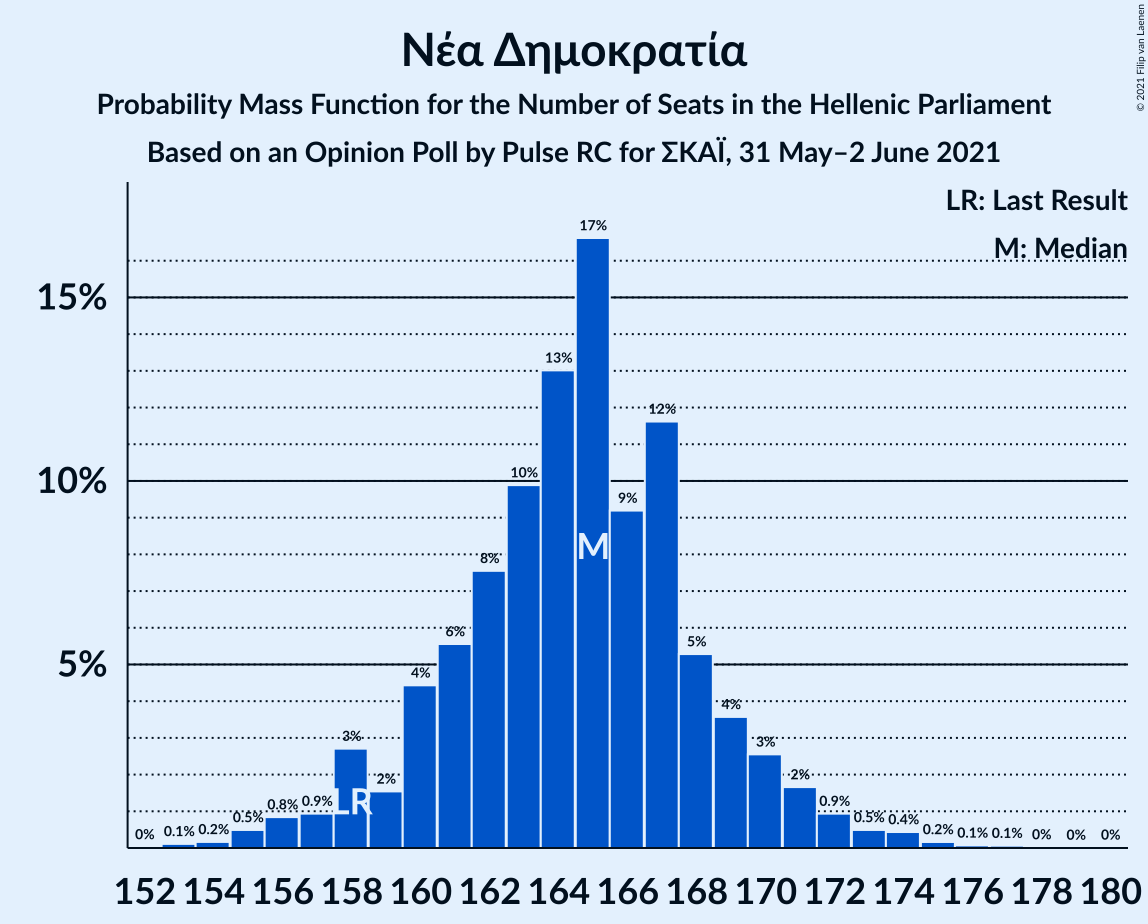 © 2021 Filip van Laenen
Νέα Δημοκρατία
Probability Mass Function for the Number of Seats in the Hellenic Parliament
Based on an Opinion Poll by Pulse RC for ΣΚΑΪ, 31 May–2 June 2021
LR: Last Result
M: Median
15%
10%
5%
0% 0.1% 0.2% 0.5% 0.8% 0.9% 3% 2% 4% 6% 8% 10% 13% 17% 9% 12% 5% 4% 3% 2% 0.9% 0.5% 0.4% 0.2% 0.1% 0.1% 0% 0% 0%
M
LR
152 154 156 158 160 162 164 166 168 170 172 174 176 178 180